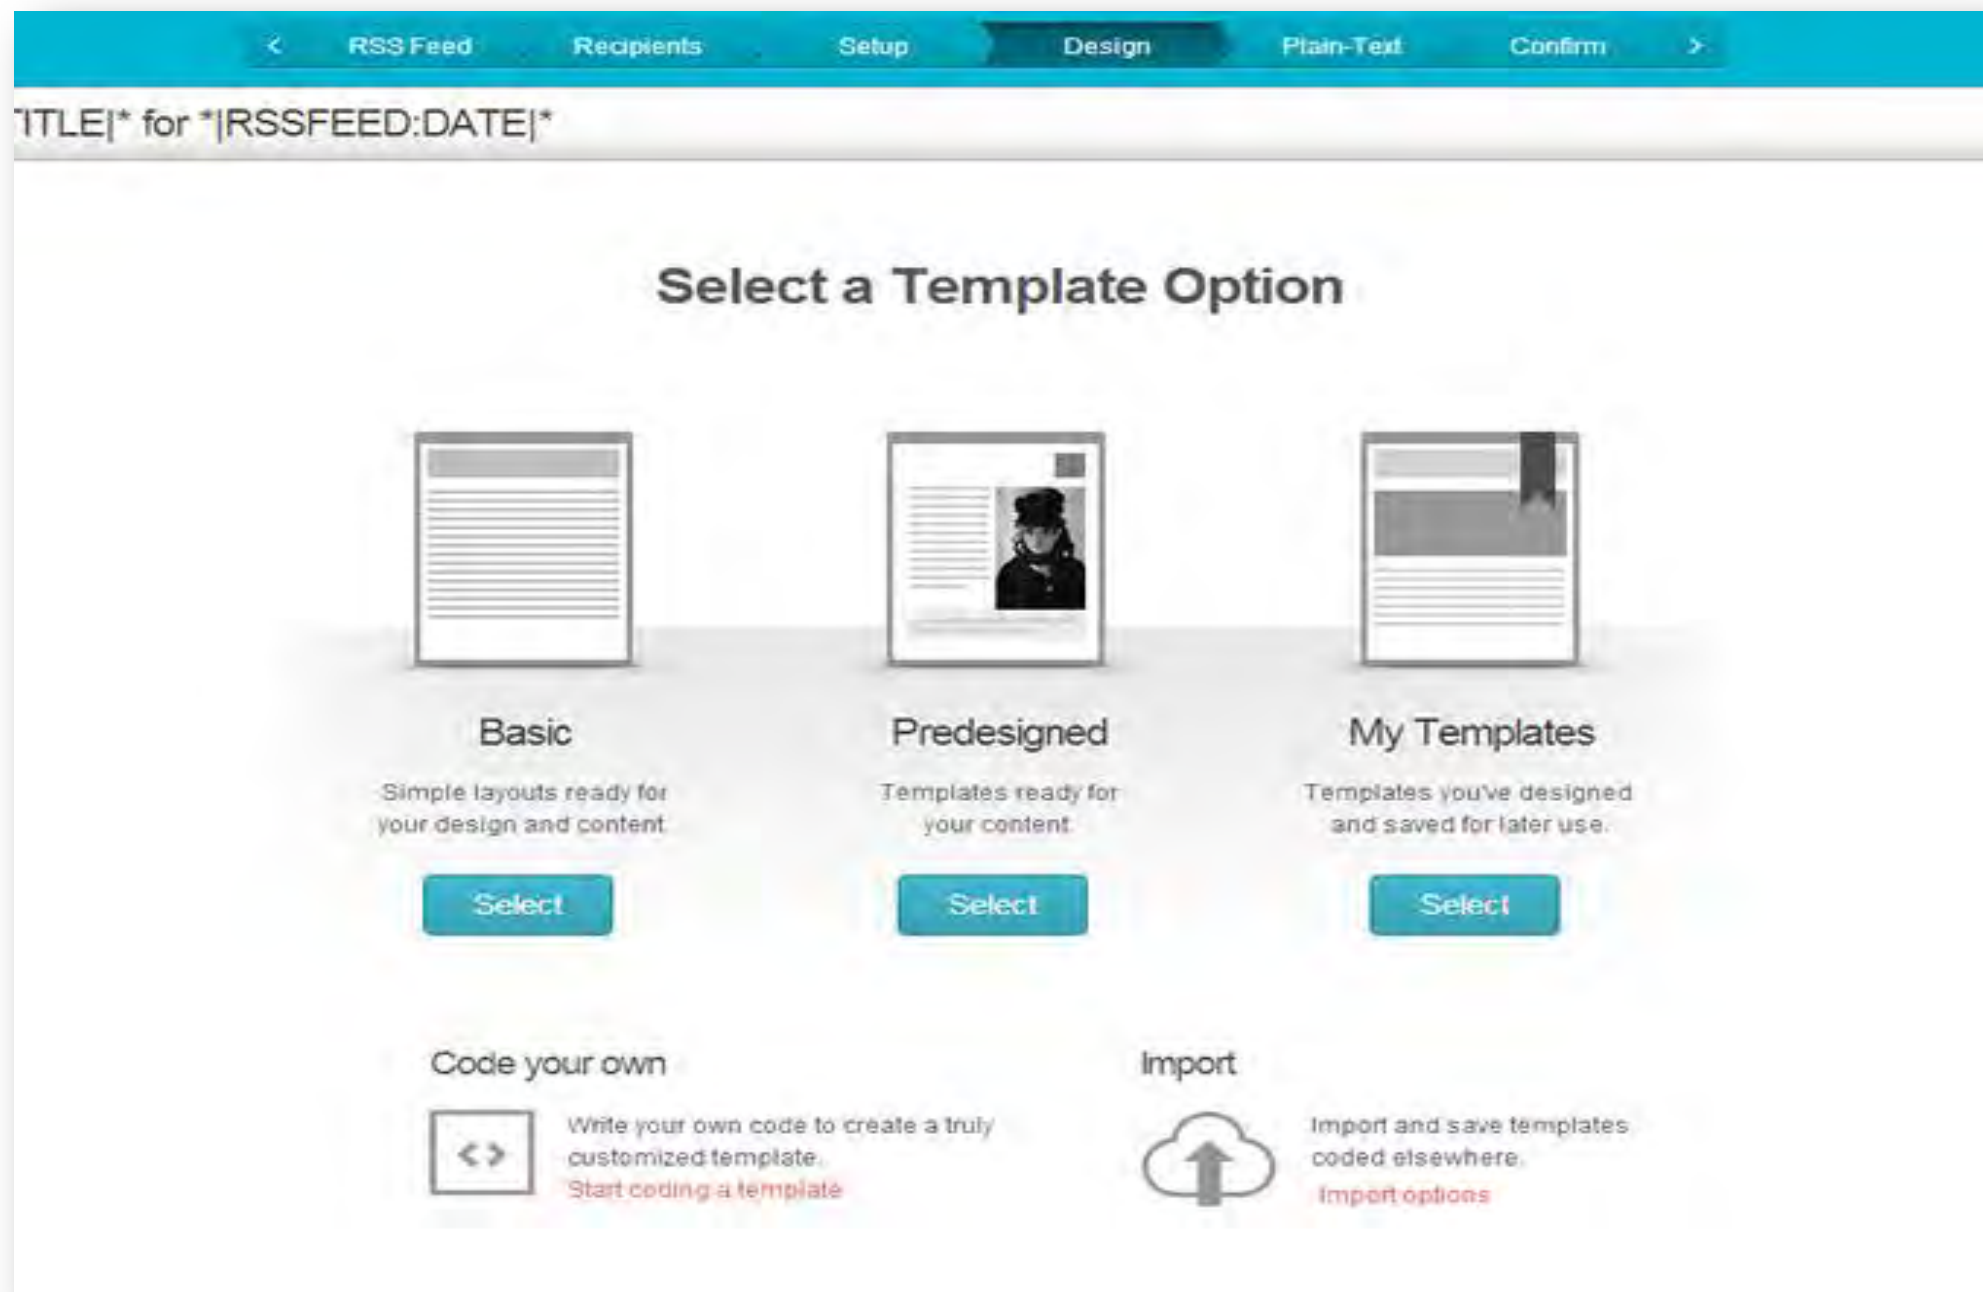 < RSS Feed Recipients Setup Design Plain-Text Confirm >
TITLE|* for *|RSSFEED:DATE|*
Select a Template Option
Basic Predesigned My Templates
Simple layouts ready for Templates ready for Templates you've designed
your design and content. your content. and saved for later use.
Select Select Select
Code your own Import
Write your own code to create a truly Import and save templates
customized template. coded elsewhere.
Start coding a template Import options